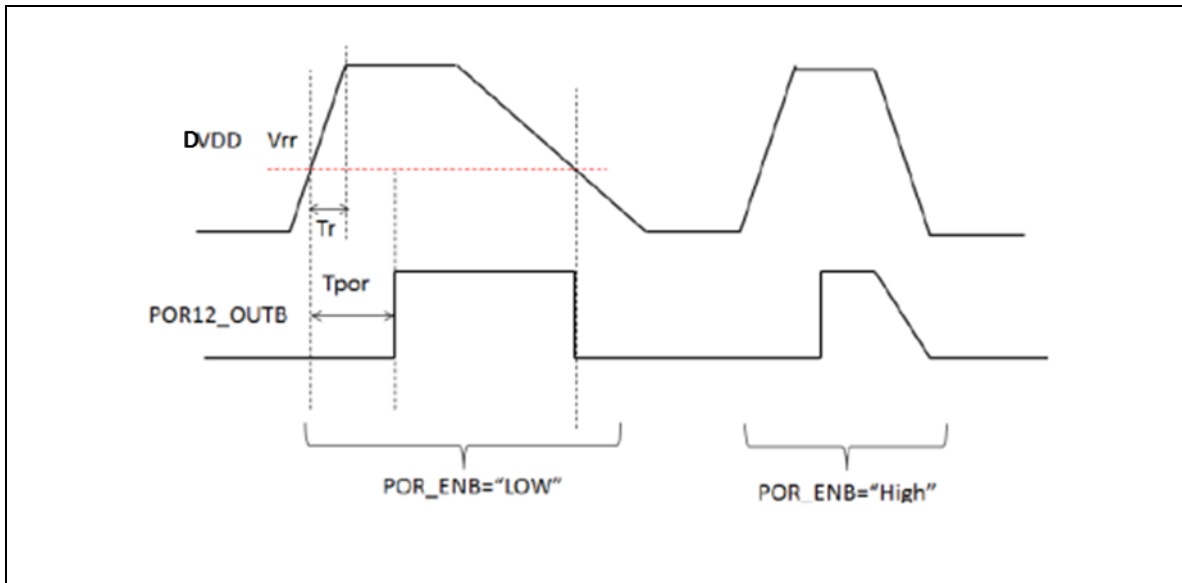 DVDD Vrr
Tr
Tpor
POR12_OUTB
POR_ENB="LOW"
POR_ENB="High"